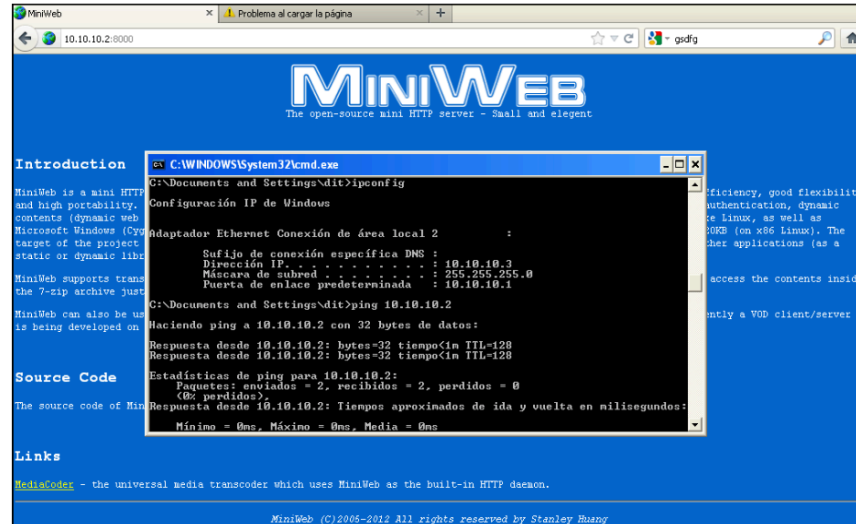 MiniWeb
Problema al cargar la página
10.10.10.2:8000
gsdfg
MINIWEB
The open-source mini HTTP server - Small and elegent
Introduction
MiniWeb is a mini HTTP
ficiency, good flexibilit
and high portability.
authentication, dynamic
contents (dynamic web
e Linux, as well as
Microsoft Windows (Cyg
20KB (on x86 Linux). The
target of the project
ther applications (as a
static or dynamic libr
MiniWeb supports trans
access the contents insid
the 7-zip archive just
MiniWeb can also be us
ently a VOD client/server
is being developed on
C:\WINDOWS\System32\cmd.exe
C:\Documents and Settings\dit>ipconfig
Configuración IP de Windows
Adaptador Ethernet Conexión de área local 2 :
Sufijo de conexión específica DNS :
Dirección IP. . . . . . . . . . . : 10.10.10.3
Máscara de subred . . . . . . . . : 255.255.255.0
Puerta de enlace predeterminada : 10.10.10.1
C:\Documents and Settings\dit>ping 10.10.10.2
Haciendo ping a 10.10.10.2 con 32 bytes de datos:
Respuesta desde 10.10.10.2: bytes=32 tiempo<1m TTL=128
Respuesta desde 10.10.10.2: bytes=32 tiempo<1m TTL=128
Estadísticas de ping para 10.10.10.2:
Paquetes: enviados = 2, recibidos = 2, perdidos = 0
(0% perdidos),
Respuesta desde 10.10.10.2: Tiempos aproximados de ida y vuelta en milisegundos:
Mínimo = 0ms, Máximo = 0ms, Media = 0ms
Source Code
The source code of Min
Links
MediaCoder - the universal media transcoder which uses MiniWeb as the built-in HTTP daemon.
MiniWeb (C)2005-2012 All rights reserved by Stanley Huang